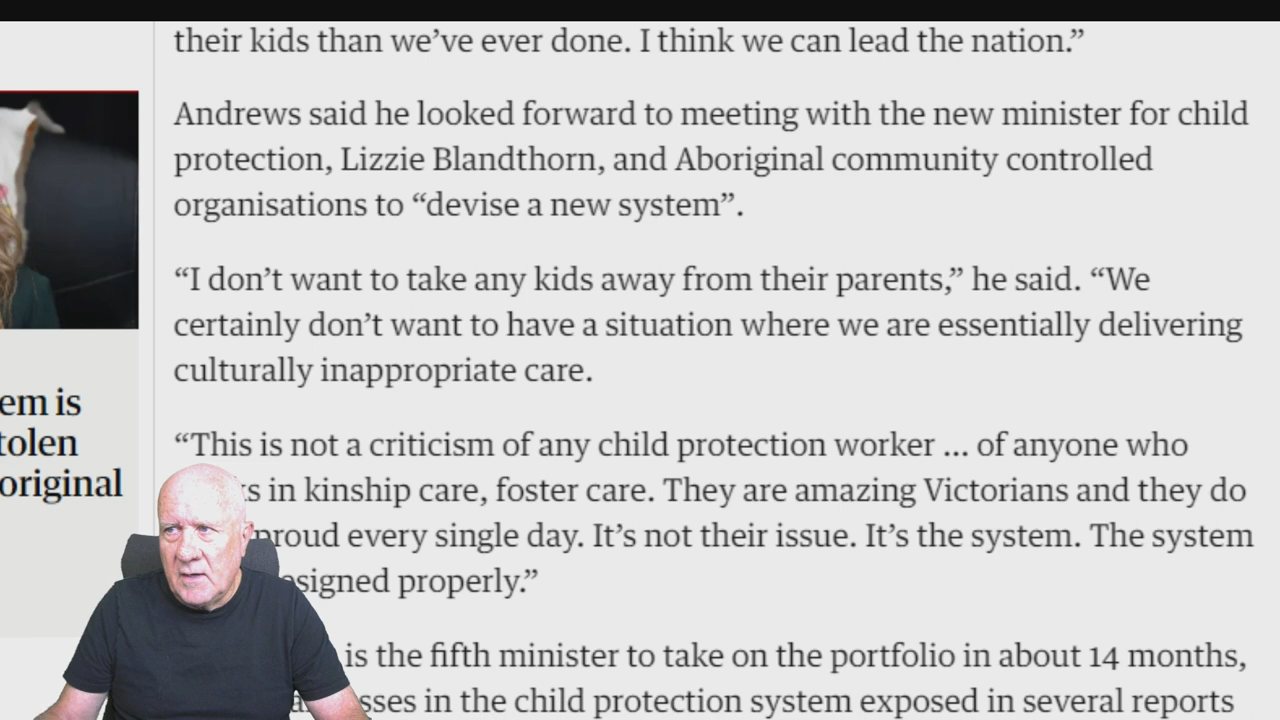 their kids than we’ve ever done. I think we can lead the nation.”
Andrews said he looked forward to meeting with the new minister for child
protection, Lizzie Blandthorn, and Aboriginal community controlled
organisations to “devise a new system”.
“I don’t want to take any kids away from their parents,” he said. “We
certainly don’t want to have a situation where we are essentially delivering
culturally inappropriate care.
“This is not a criticism of any child protection worker ... of anyone who
in kinship care, foster care. They are amazing Victorians and they do
proud every single day. It’s not their issue. It’s the system. The system
properly.”
is the fifth minister to take on the portfolio in about 14 months,
in the child protection system exposed in several reports
em is
tolen
original